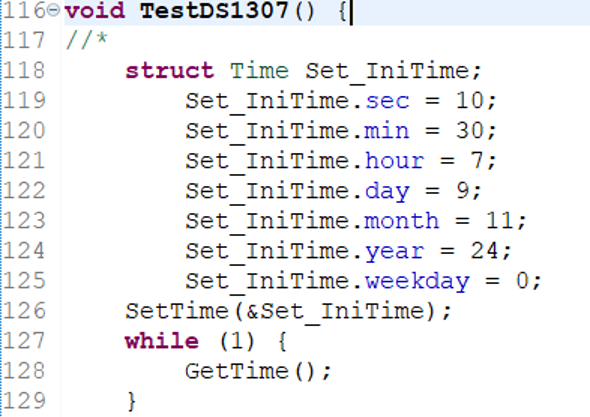 116 void TestDS1307() {
117 //*
118 struct Time Set_IniTime;
119 Set_IniTime.sec = 10;
120 Set_IniTime.min = 30;
121 Set_IniTime.hour = 7;
122 Set_IniTime.day = 9;
123 Set_IniTime.month = 11;
124 Set_IniTime.year = 24;
125 Set_IniTime.weekday = 0;
126 SetTime(&Set_IniTime);
127 while (1) {
128 GetTime();
129 }